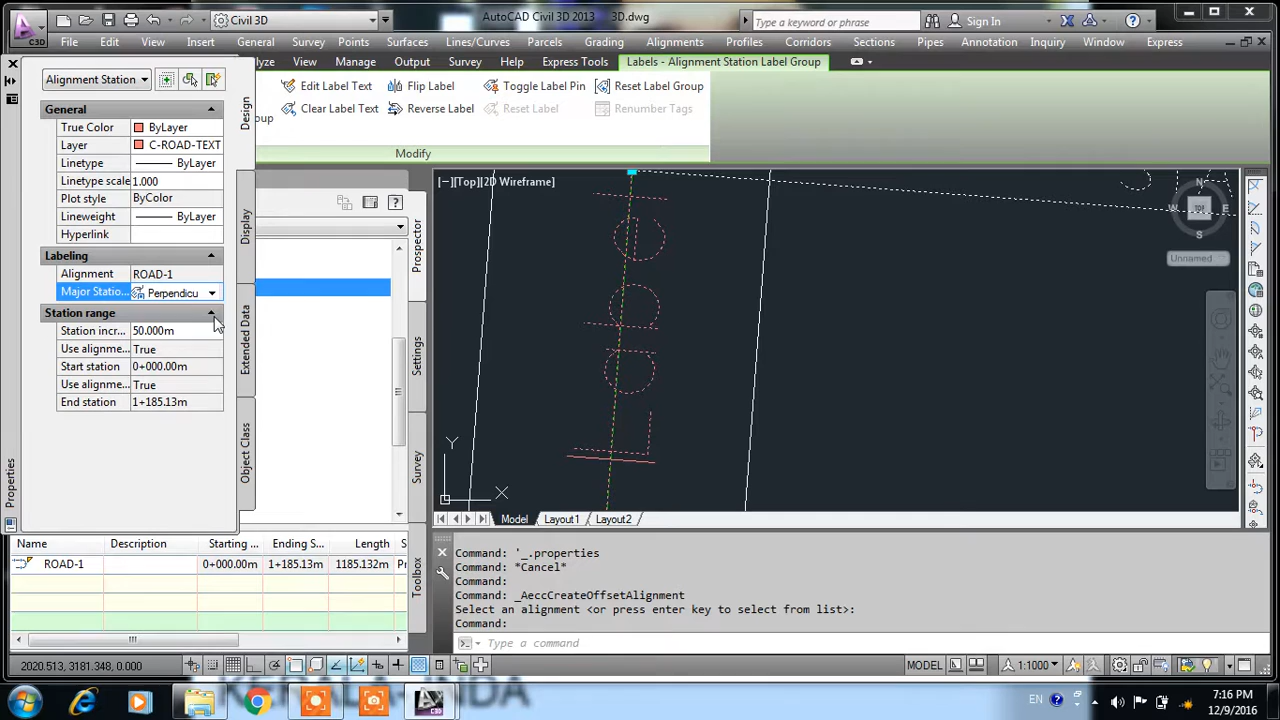 Civil 3D
AutoCAD Civil 3D 2013
3D.dwg
Type a keyword or phrase
Sign In
C3D
File Edit View Insert General Survey Points Surfaces Lines/Curves Parcels Grading Alignments Profiles Corridors Sections Pipes Annotation Inquiry Window Express
View Manage Output Survey Help Express Tools Labels - Alignment Station Label Group
Alignment Station
Edit Label Text Flip Label Toggle Label Pin Reset Label Group
Clear Label Text Reverse Label Reset Label Renumber Tags
Modify
General
True Color ByLayer
Layer C-ROAD-TEXT
Linetype ByLayer
Linetype scale 1.000
Plot style ByColor
Lineweight ByLayer
Hyperlink
Labeling
Alignment ROAD-1
Major Statio... Perpendicu
Station range
Station incr... 50.000m
Use alignme... True
Start station 0+000.00m
Use alignme... True
End station 1+185.13m
Design
Display
Extended Data
Object Class
Properties
Prospector
Settings
Survey
Toolbox
[−][Top][2D Wireframe]
N
W TOP E
S
Unnamed
Y
X
Model Layout1 Layout2
Name Description Starting ... Ending S... Length
ROAD-1 0+000.00m 1+185.13m 1185.132m
Command: '_.properties
Command: *Cancel*
Command:
Command: _AeccCreateOffsetAlignment
Select an alignment <or press enter key to select from list>:
Command:
Type a command
2020.513, 3181.348, 0.000
MODEL
1:1000
EN
7:16 PM
12/9/2016